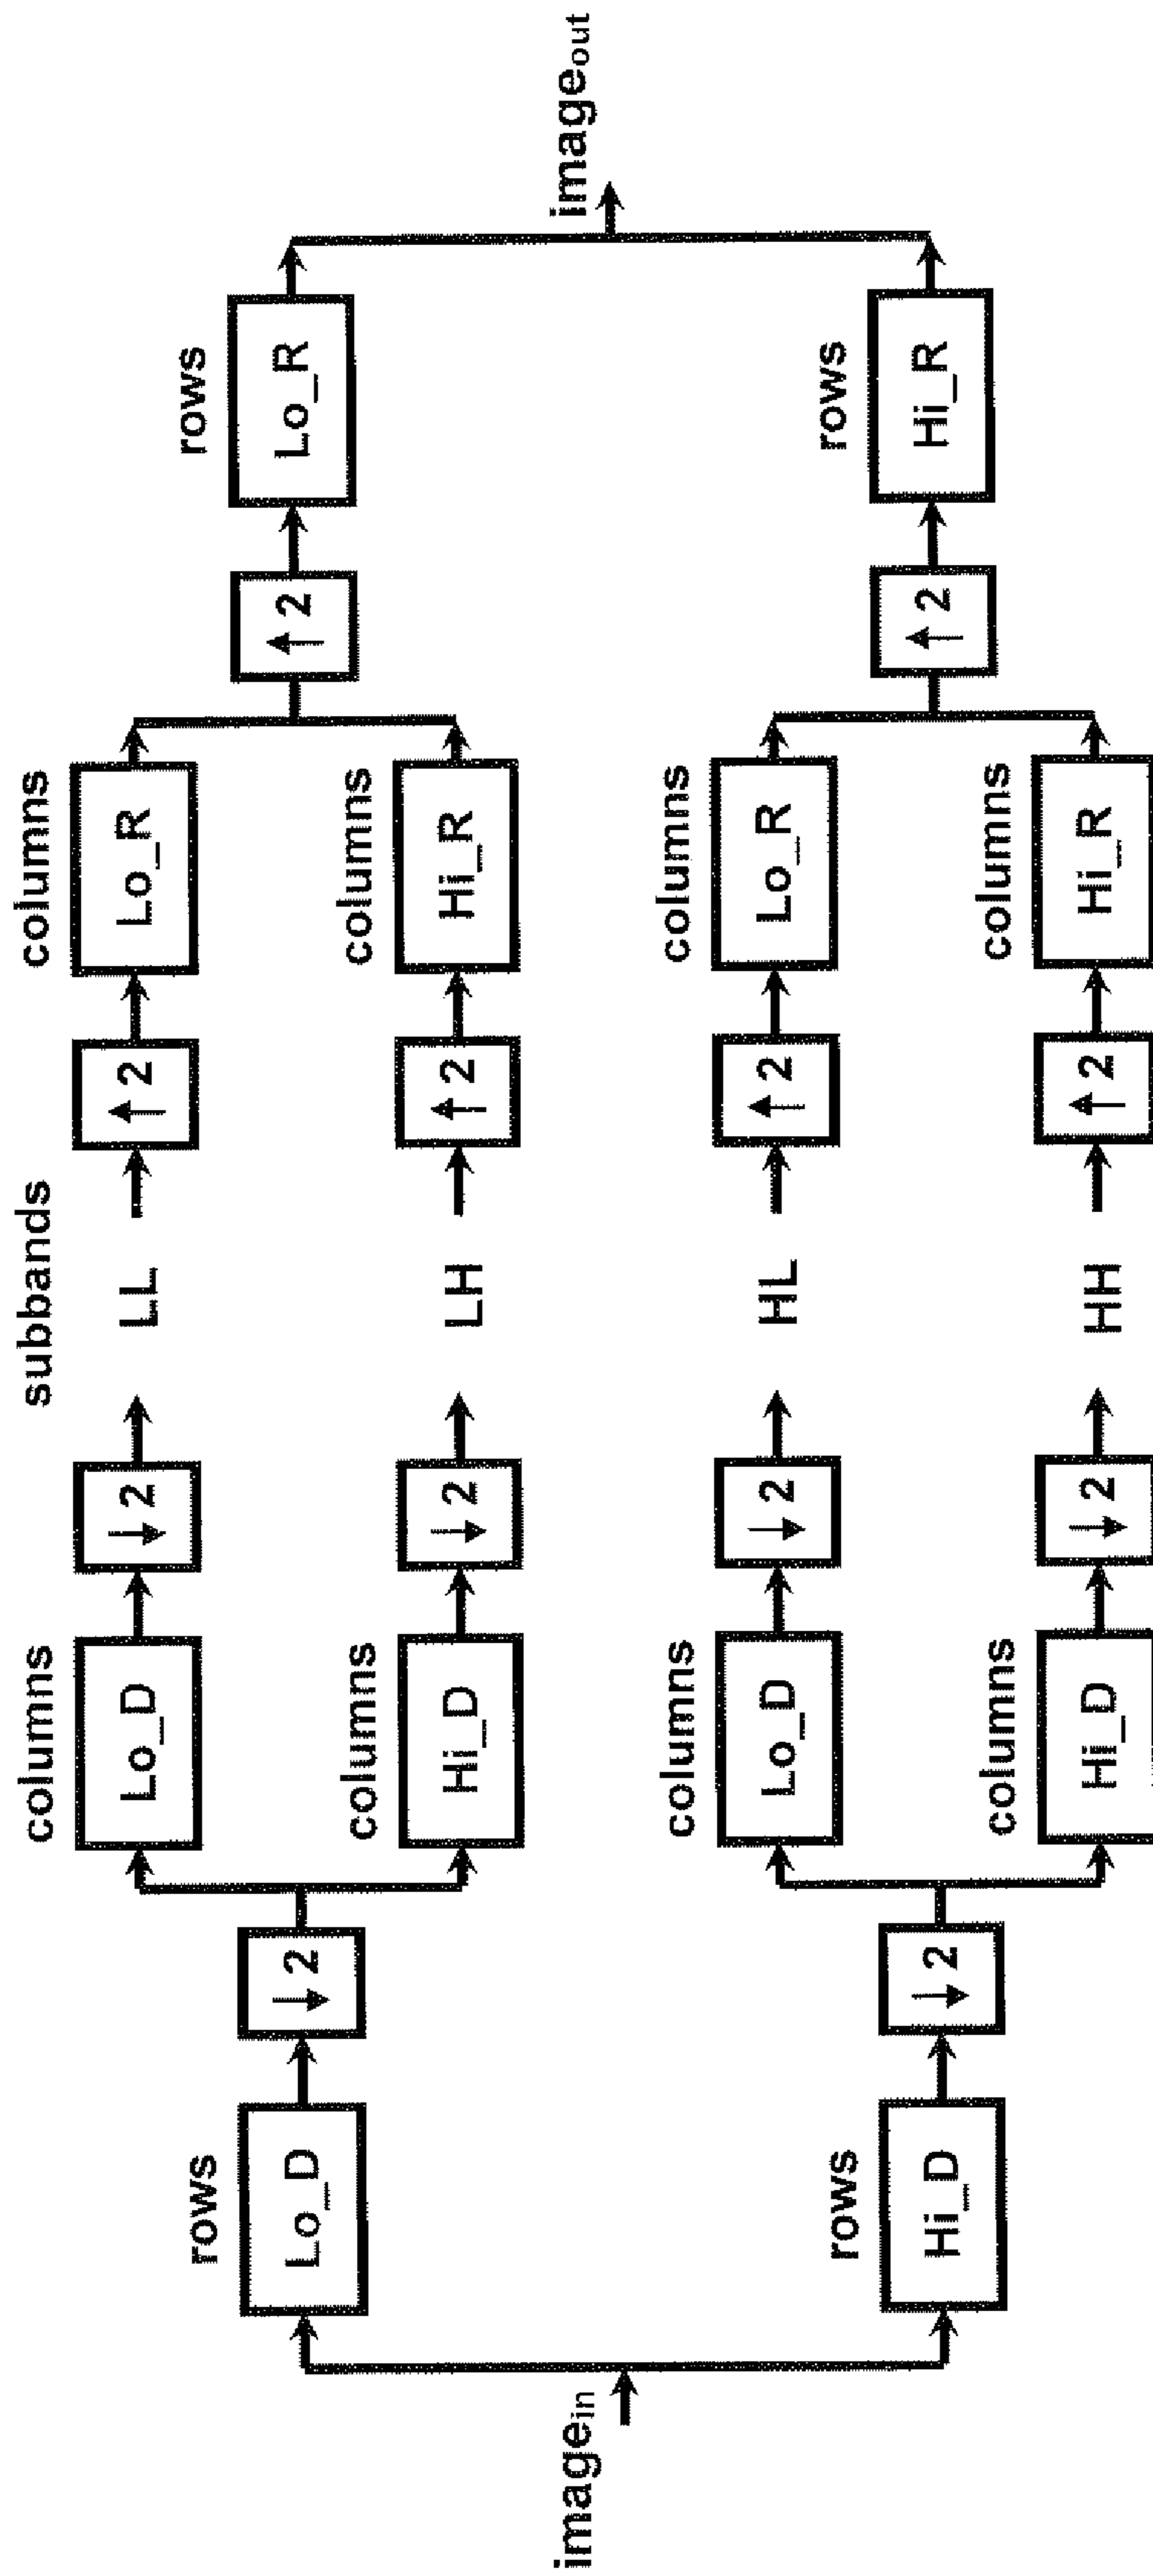 columns subbands columns
Lo_D ↓2 LL ↑2 Lo_R
rows rows
Lo_D ↓2 ↑2 Lo_R
columns columns
Hi_D ↓2 LH ↑2 Hi_R
imagein imageout
columns columns
Lo_D ↓2 HL ↑2 Lo_R
rows rows
Hi_D ↓2 ↑2 Hi_R
columns columns
Hi_D ↓2 HH ↑2 Hi_R